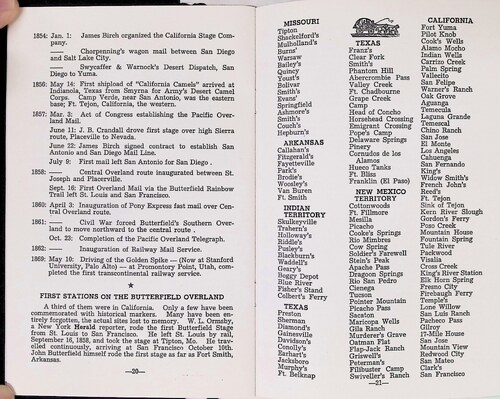 1854: Jan. 1: James Birch organized the California Stage Company.
—— Chorpenning's wagon mail between San Diego
and Salt Lake City.
—— Swycaffer & Warnock's Desert Dispatch, San
Diego to Yuma.
1856: May 14: First shipload of "California Camels" arrived at
Indianola, Texas from Smyrna for Army's Desert Camel
Corps. Camp Verde, near San Antonio, was the eastern
base; Ft. Tejon, California, the western.
1857: Mar. 3: Act of Congress establishing the Pacific Overland Mail.
June 11: J. B. Crandall drove first stage over high Sierra
route, Placerville to Nevada.
June 22: James Birch signed contract to establish San
Antonio and San Diego Mail Line.
July 9: First mail left San Antonio for San Diego.
1858: —— Central Overland route inaugurated between St.
Joseph and Placerville.
Sept. 16: First Overland Mail via the Butterfield Rainbow
Trail left St. Louis and San Francisco.
1860: April 3: Inauguration of Pony Express fast mail over Central Overland route.
1861: —— Civil War forced Butterfield's Southern Overland to move northward to the central route.
Oct. 23: Completion of the Pacific Overland Telegraph.
1862: —— Inauguration of Railway Mail Service.
1869: May 10: Driving of the Golden Spike — (Now at Stanford
University, Palo Alto) — at Promontory Point, Utah, completed the first transcontinental railway service.
★
FIRST STATIONS ON THE BUTTERFIELD OVERLAND
A third of them were in California. Only a few have been
commemorated with historical markers. Many have been entirely forgotten, the actual sites lost to memory. W. L. Ormsby,
a New York Herald reporter, rode the first Butterfield Stage
from St. Louis to San Francisco. He left St. Louis by rail,
September 16, 1858, and took the stage at Tipton, Mo. He travelled continuously, arriving at San Francisco October 10th.
John Butterfield himself rode the first stage as far as Fort Smith,
Arkansas.
—20—
MISSOURI
Tipton
Shackelford's
Mulholland's
Burns'
Warsaw
Bailey's
Quincy
Youst's
Bolivar
Smith's
Evans'
Springfield
Ashmore's
Smith's
Couch's
Hepburn's
ARKANSAS
Callahan's
Fitzgerald's
Fayetteville
Park's
Brodie's
Woosley's
Van Buren
Ft. Smith
INDIAN
TERRITORY
Skulkeyville
Trahern's
Holloway's
Riddle's
Pusley's
Blackburn's
Waddell's
Geary's
Boggy Depot
Blue River
Fisher's Stand
Colbert's Ferry
TEXAS
Preston
Sherman
Diamond's
Gainesville
Davidson's
Conolly's
Earhart's
Jacksboro
Murphy's
Ft. Belknap
TEXAS
Franz's
Clear Fork
Smith's
Phantom Hill
Abercrombie Pass
Valley Creek
Ft. Chadbourne
Grape Creek
Camp
Head of Concho
Horsehead Crossing
Emigrant Crossing
Pope's Camp
Delaware Springs
Pinery
Cornudos de los
Alamos
Hueco Tanks
Ft. Bliss
Franklin (El Paso)
NEW MEXICO
TERRITORY
Cottonwoods
Ft. Fillmore
Mesilla
Picacho
Cooke's Springs
Rio Mimbres
Cow Spring
Soldier's Farewell
Stein's Peak
Apache Pass
Dragoon Springs
Rio San Pedro
Cienega
Tucson
Pointer Mountain
Picacho Pass
Sacaton
Maricopa Wells
Gila Ranch
Murderer's Grave
Oatman Flat
Flap-Jack Ranch
Griswell's
Peterman's
Filibuster Camp
Swiveller's Ranch
CALIFORNIA
Fort Yuma
Pilot Knob
Cook's Wells
Alamo Mocho
Indian Wells
Carrizo Creek
Palm Spring
Vallecito
San Felipe
Warner's Ranch
Oak Grove
Aguanga
Temecula
Laguna Grande
Temescal
Chino Ranch
San Jose
El Monte
Los Angeles
Cahuenga
San Fernando
King's
Widow Smith's
French John's
Reed's
Ft. Tejon
Sink of Tejon
Kern River Slough
Gordon's Ferry
Poso Creek
Mountain House
Fountain Spring
Tule River
Packwood
Visalia
Cross Creek
King's River Station
Elk Horn Spring
Fresno City
Firebaugh Ferry
Temple's
Lone Willow
San Luis Ranch
Pacheco Pass
Gilroy
17-Mile House
San Jose
Mountain View
Redwood City
San Mateo
Clark's
San Francisco
—21—